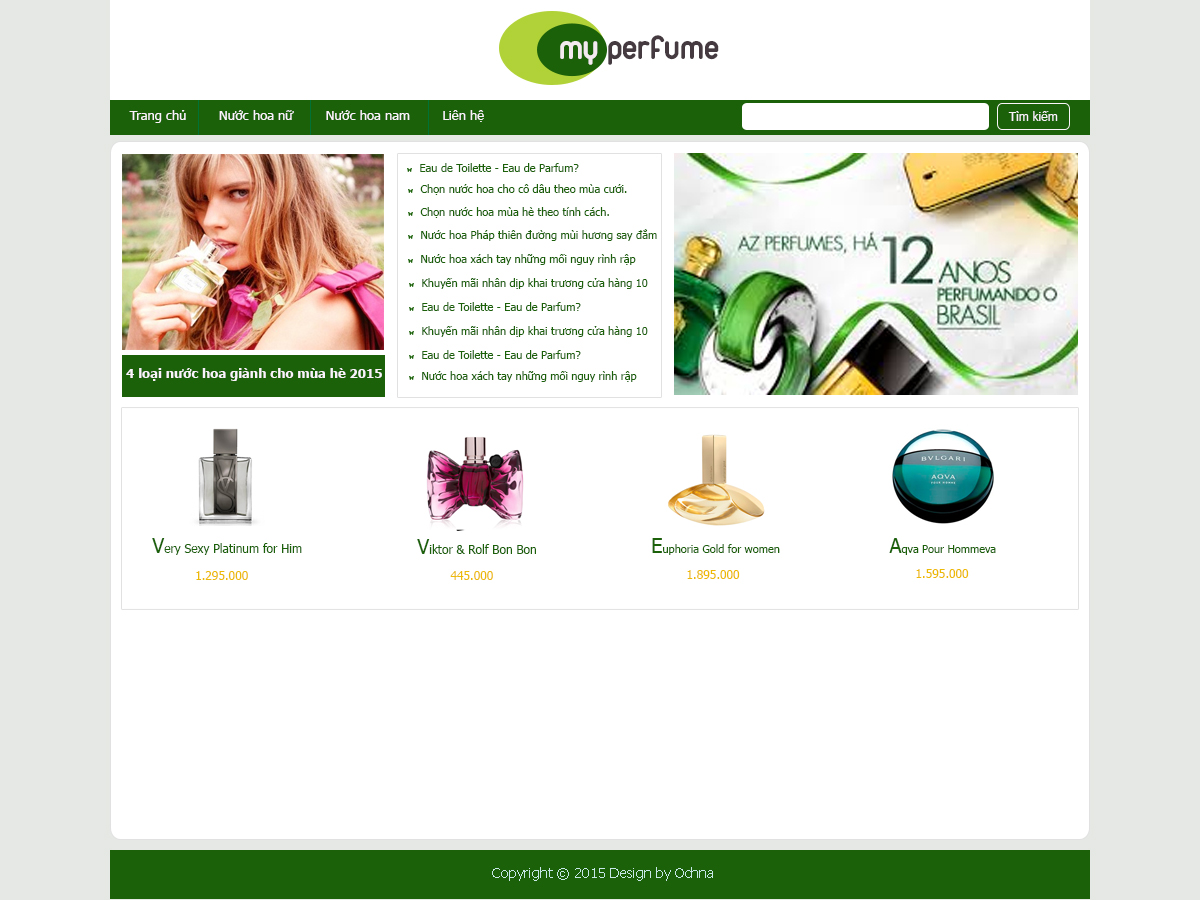 my perfume
Trang chủ
Nước hoa nữ
Nước hoa nam
Liên hệ
Tìm kiếm
4 loại nước hoa giành cho mùa hè 2015
Eau de Toilette - Eau de Parfum?
Chọn nước hoa cho cô dâu theo mùa cưới.
Chọn nước hoa mùa hè theo tính cách.
Nước hoa Pháp thiên đường mùi hương say đắm
Nước hoa xách tay những mối nguy rình rập
Khuyến mãi nhân dịp khai trương cửa hàng 10
Eau de Toilette - Eau de Parfum?
Khuyến mãi nhân dịp khai trương cửa hàng 10
Eau de Toilette - Eau de Parfum?
Nước hoa xách tay những mối nguy rình rập
AZ PERFUMES, HÁ 12 ANOS
PERFUMANDO O
BRASIL
BVLGARI
AQVA
Very Sexy Platinum for Him
1.295.000
Viktor & Rolf Bon Bon
445.000
Euphoria Gold for women
1.895.000
Aqva Pour Hommeva
1.595.000
Copyright © 2015 Design by Odhna